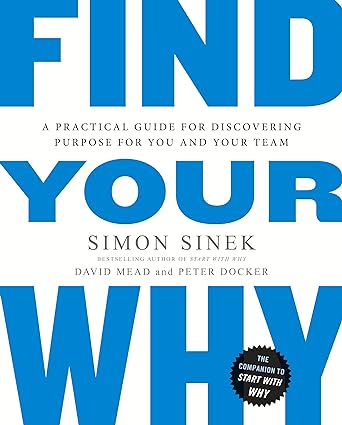 FIND
A PRACTICAL GUIDE FOR DISCOVERING
PURPOSE FOR YOU AND YOUR TEAM
YOUR
SIMON SINEK
BESTSELLING AUTHOR OF START WITH WHY
DAVID MEAD and PETER DOCKER
WHY
THE
COMPANION TO
START WITH
WHY